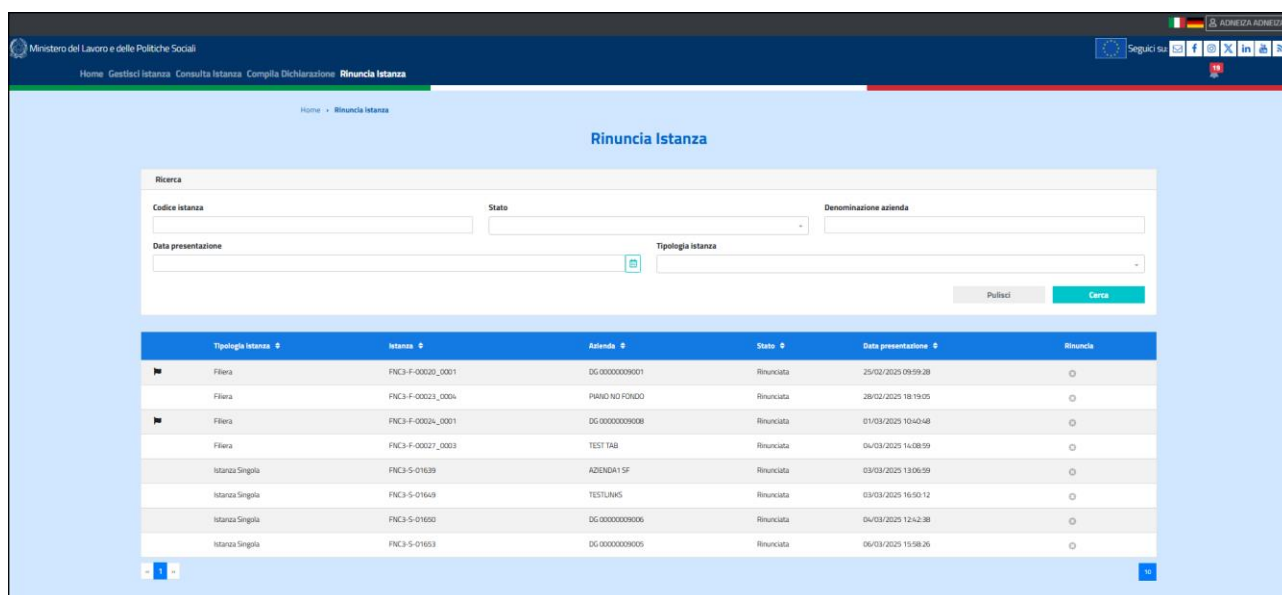 ADNEIZA ADNEIZA
Ministero del Lavoro e delle Politiche Sociali
Seguici su:
Home Gestisci Istanza Consulta Istanza Compila Dichiarazione Rinuncia Istanza
19
Home › Rinuncia Istanza
Rinuncia Istanza
Ricerca
Codice istanza Stato Denominazione azienda
Data presentazione Tipologia istanza
Pulisci Cerca
Tipologia Istanza Istanza Azienda Stato Data presentazione Rinuncia
Filiera FNC3-F-00020_0001 DG 00000009001 Rinunciata 25/02/2025 09:59:28
Filiera FNC3-F-00023_0004 PIANO NO FONDO Rinunciata 28/02/2025 18:19:05
Filiera FNC3-F-00024_0001 DG 00000009008 Rinunciata 01/03/2025 10:40:48
Filiera FNC3-F-00027_0003 TEST TAB Rinunciata 04/03/2025 14:08:59
Istanza Singola FNC3-S-01639 AZIENDA1 SF Rinunciata 03/03/2025 13:06:59
Istanza Singola FNC3-S-01649 TESTLINKS Rinunciata 03/03/2025 16:50:12
Istanza Singola FNC3-S-01650 DG 00000009006 Rinunciata 04/03/2025 12:42:38
Istanza Singola FNC3-S-01653 DG 00000009005 Rinunciata 06/03/2025 15:58:26
« 1 » 10